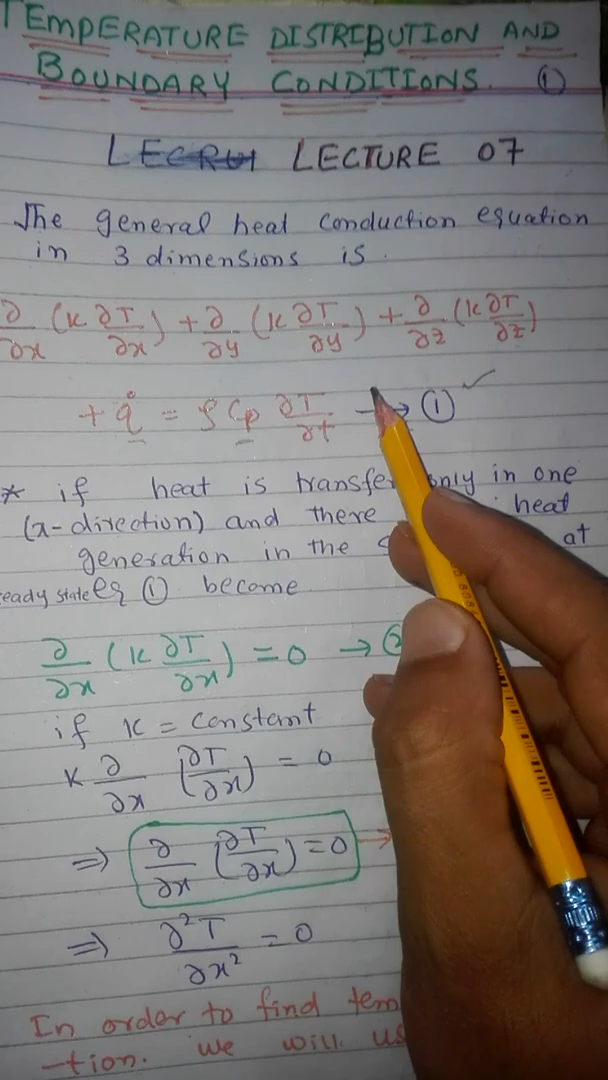 TEMPERATURE DISTRIBUTION AND
BOUNDARY CONDITIONS. ①
LECTURE 07
The general heat conduction equation
in 3 dimensions is.
∂/∂x (K ∂T/∂x) + ∂/∂y (K ∂T/∂y) + ∂/∂z (K ∂T/∂z)
+ q̇ = ρ Cp ∂T/∂t → ① ✓
* if heat is transfer only in one
(x-direction) and there heat
generation in the at
eady state eq ① become
∂/∂x (K ∂T/∂x) = 0 → ②
if K = constant
K ∂/∂x (∂T/∂x) = 0
⇒ ∂/∂x (∂T/∂x) = 0 →
⇒ ∂²T/∂x² = 0
In order to find tem
-tion. we will us